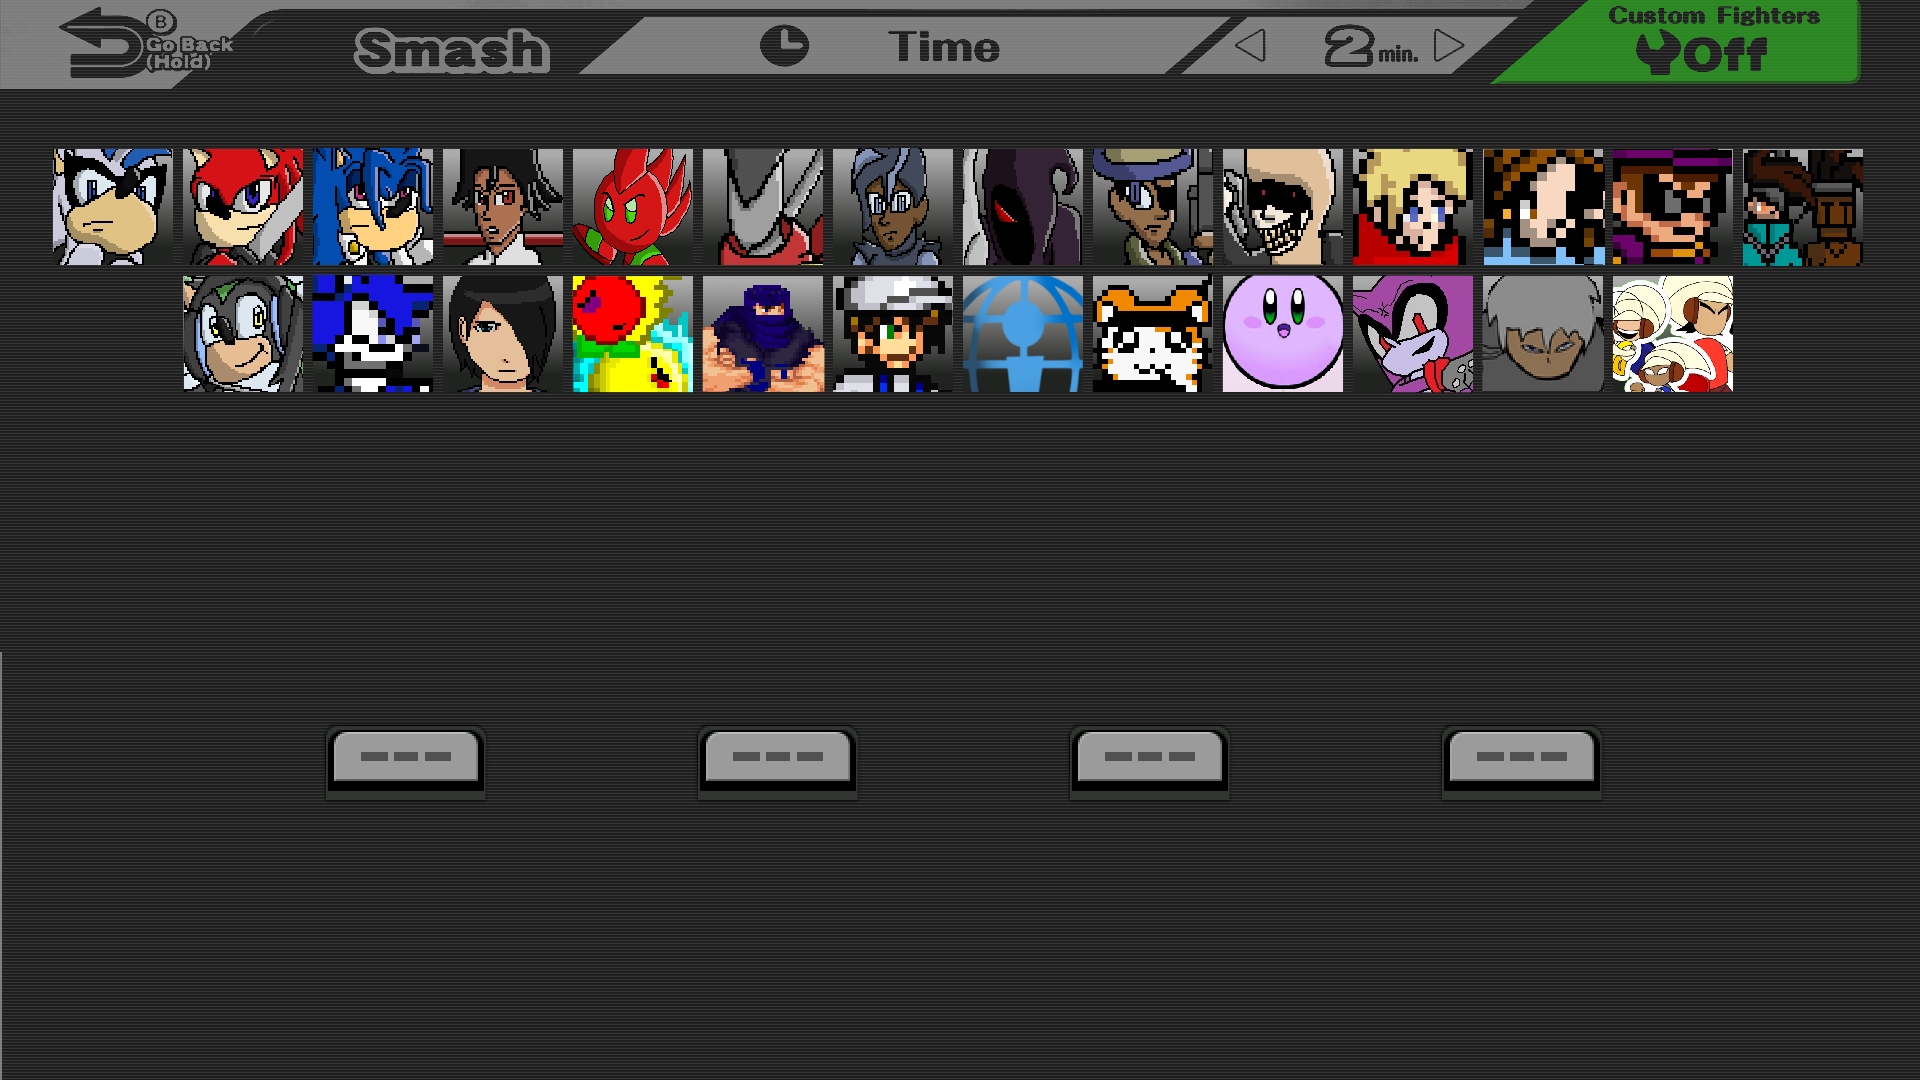 B
Go Back
(Hold)
Smash
Time
2 min.
Custom Fighters
Off
--- --- --- ---